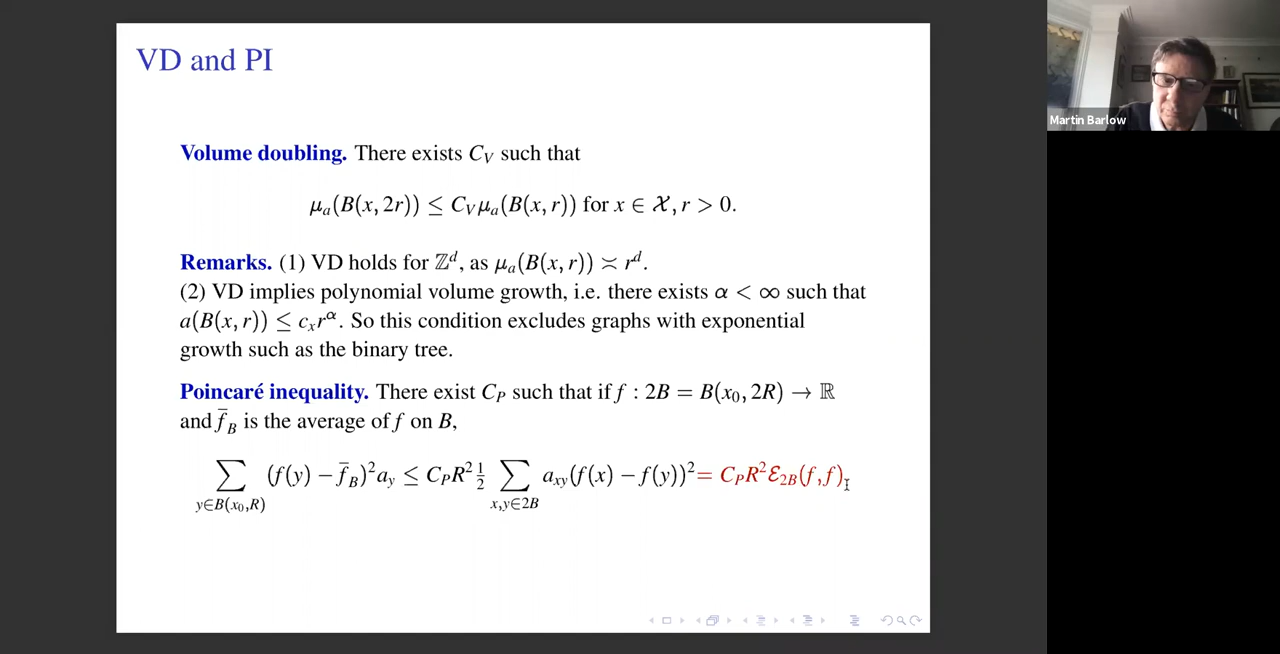 VD and PI
Martin Barlow
Volume doubling. There exists C_V such that
μ_a(B(x, 2r)) ≤ C_V μ_a(B(x, r)) for x ∈ 𝒳, r > 0.
Remarks. (1) VD holds for ℤ^d, as μ_a(B(x, r)) ≍ r^d.
(2) VD implies polynomial volume growth, i.e. there exists α < ∞ such that
a(B(x, r)) ≤ c_x r^α. So this condition excludes graphs with exponential
growth such as the binary tree.
Poincaré inequality. There exist C_P such that if f : 2B = B(x_0, 2R) → ℝ
and f̄_B is the average of f on B,
∑_{y∈B(x_0,R)} (f(y) − f̄_B)^2 a_y ≤ C_P R^2 ½ ∑_{x,y∈2B} a_{xy}(f(x) − f(y))^2 = C_P R^2 ℰ_{2B}(f, f).